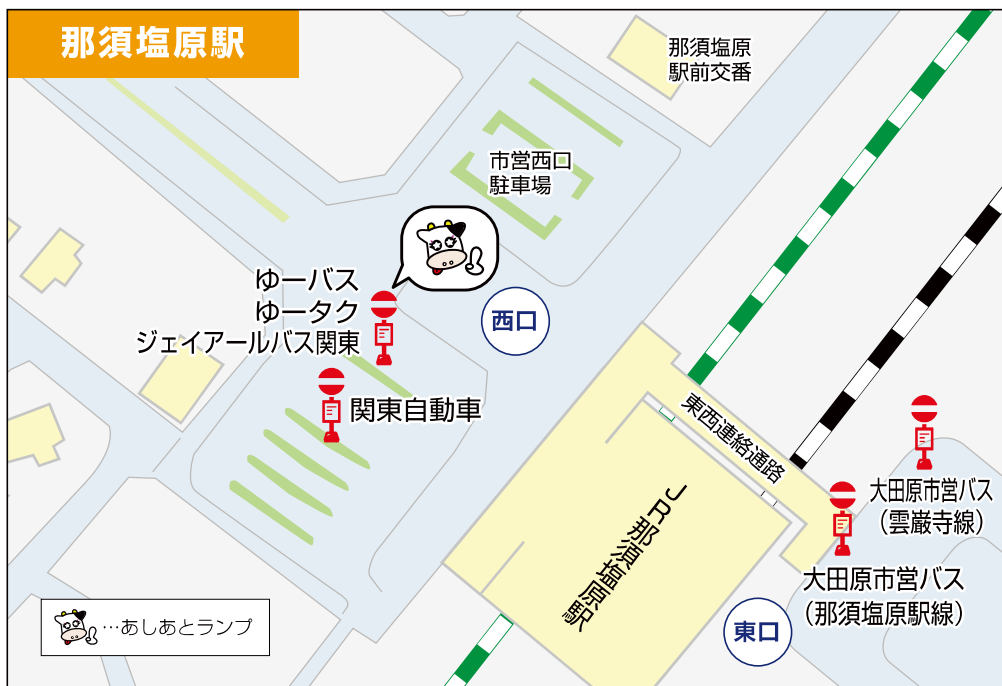 那須塩原駅
那須塩原
駅前交番
市営西口
駐車場
ゆーバス
ゆータク
ジェイアールバス関東
西口
関東自動車
東西連絡通路
JR那須塩原駅
大田原市営バス
（雲巌寺線）
大田原市営バス
（那須塩原駅線）
東口
…あしあとランプ